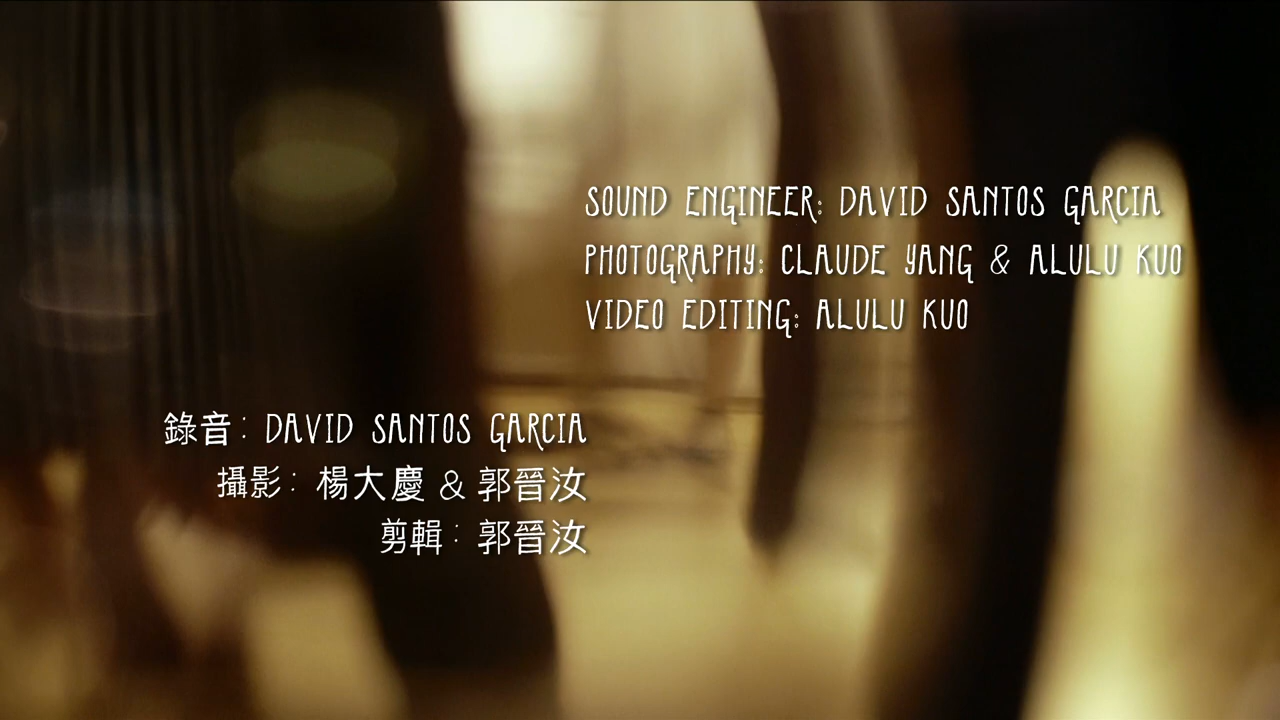 SOUND ENGINEER: DAVID SANTOS GARCIA
PHOTOGRAPHY: CLAUDE YANG & ALULU KUO
VIDEO EDITING: ALULU KUO
錄音: DAVID SANTOS GARCIA
攝影: 楊大慶 & 郭晉汝
剪輯: 郭晉汝